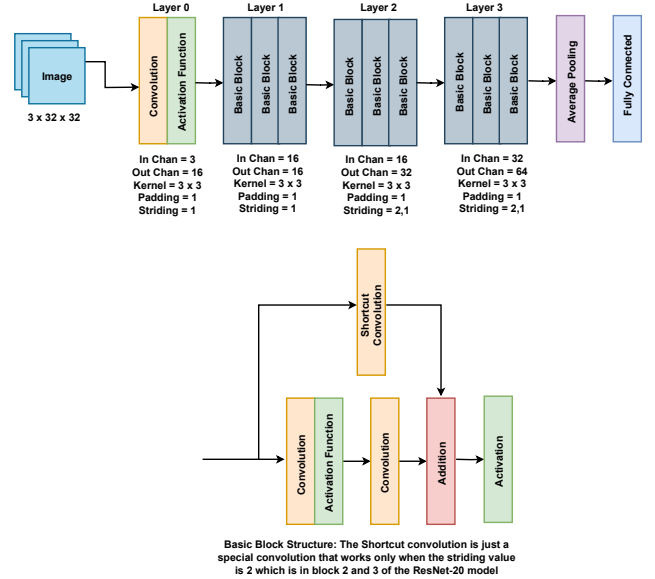 Layer 0
Layer 1
Layer 2
Layer 3
Image
3 x 32 x 32
Convolution
Activation Function
Basic Block
Basic Block
Basic Block
Basic Block
Basic Block
Basic Block
Basic Block
Basic Block
Basic Block
Average Pooling
Fully Connected
In Chan = 3
Out Chan = 16
Kernel = 3 x 3
Padding = 1
Striding = 1
In Chan = 16
Out Chan = 16
Kernel = 3 x 3
Padding = 1
Striding = 1
In Chan = 16
Out Chan = 32
Kernel = 3 x 3
Padding = 1
Striding = 2,1
In Chan = 32
Out Chan = 64
Kernel = 3 x 3
Padding = 1
Striding = 2,1
Shortcut
Convolution
Convolution
Activation Function
Convolution
Addition
Activation
Basic Block Structure: The Shortcut convolution is just a
special convolution that works only when the striding value
is 2 which is in block 2 and 3 of the ResNet-20 model